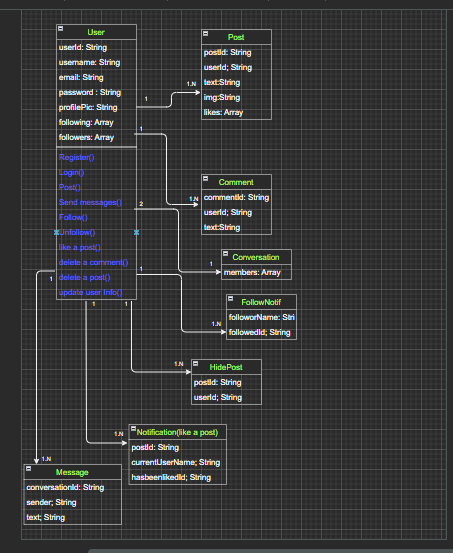 User
userId: String
username: String
email: String
password : String
profilePic: String
following: Array
followers: Array
Register()
Login()
Post()
Send messages()
Follow()
Unfollow()
like a post()
delete a comment()
delete a post()
update user Info()
Post
postId: String
userId; String
text:String
img:String
likes: Array
1
1.N
Comment
commentId: String
userId; String
text:String
1
1.N
Conversation
members: Array
2
1
FollowNotif
followorName: Stri
followedId; String
1
1.N
HidePost
postId: String
userId; String
1
1.N
Notification(like a post)
postId: String
currentUserName; String
hasbeenlikedId; String
1
1.N
Message
conversationId: String
sender; String
text; String
1
1.N